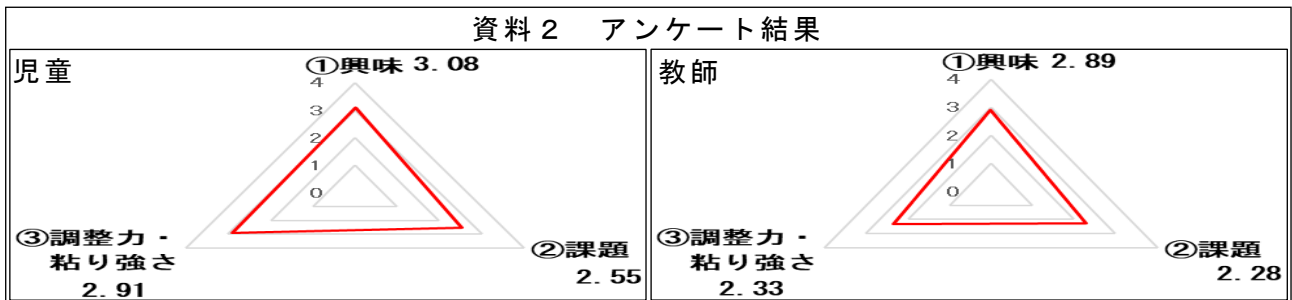 資料２　アンケート結果
児童
①興味 3.08
4
3
2
1
0
③調整力・
粘り強さ
2.91
②課題
2.55
教師
①興味 2.89
4
3
2
1
0
③調整力・
粘り強さ
2.33
②課題
2.28